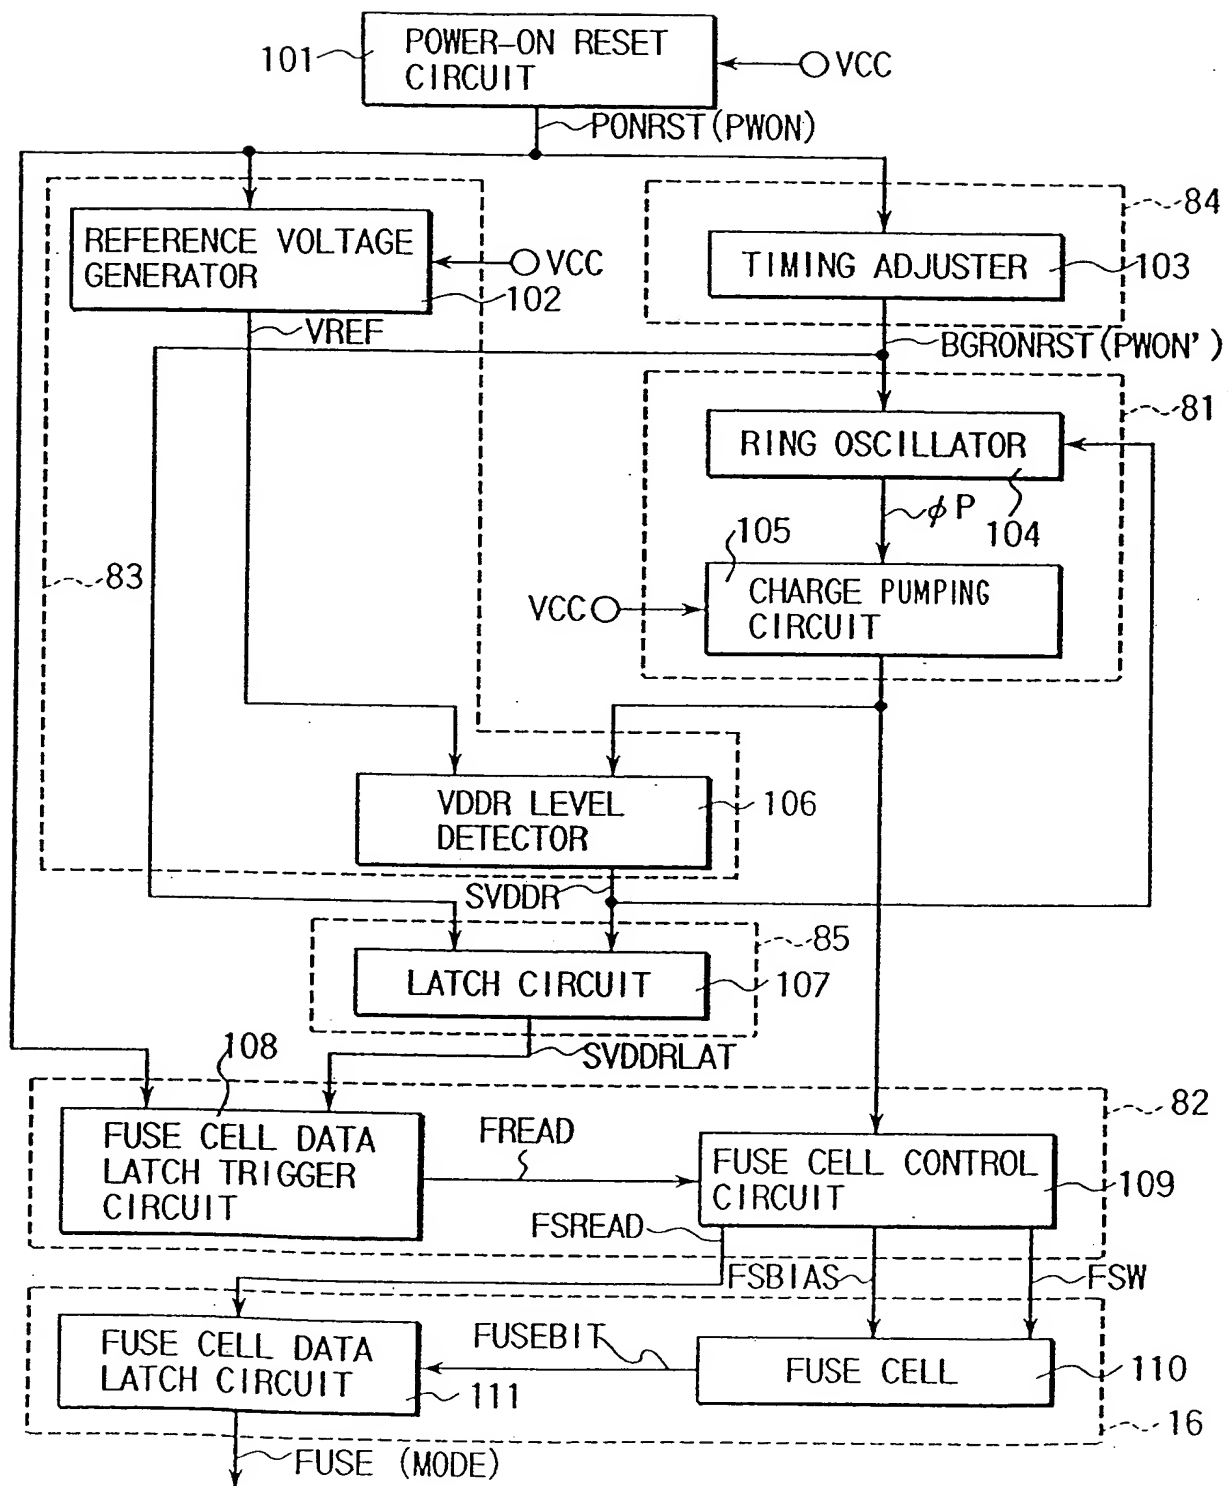 POWER-ON RESET
CIRCUIT
101
VCC
PONRST(PWON)
84
REFERENCE VOLTAGE
GENERATOR
VCC
102
TIMING ADJUSTER
103
VREF
BGRONRST(PWON')
81
RING OSCILLATOR
104
φP
105
83
VCC
CHARGE PUMPING
CIRCUIT
VDDR LEVEL
DETECTOR
106
SVDDR
85
LATCH CIRCUIT
107
SVDDRLAT
108
82
FUSE CELL DATA
LATCH TRIGGER
CIRCUIT
FREAD
FUSE CELL CONTROL
CIRCUIT
109
FSREAD
FSBIAS
FSW
FUSE CELL DATA
LATCH CIRCUIT
111
FUSEBIT
FUSE CELL
110
16
FUSE (MODE)